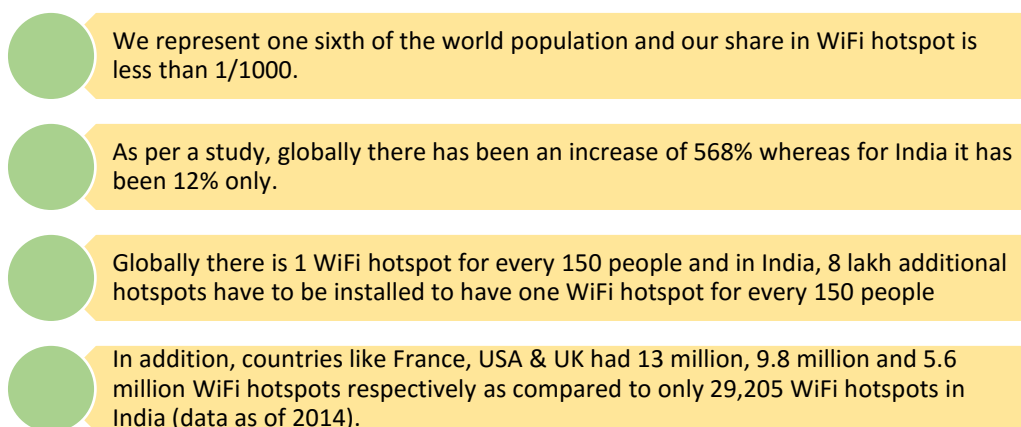 We represent one sixth of the world population and our share in WiFi hotspot is
less than 1/1000.
As per a study, globally there has been an increase of 568% whereas for India it has
been 12% only.
Globally there is 1 WiFi hotspot for every 150 people and in India, 8 lakh additional
hotspots have to be installed to have one WiFi hotspot for every 150 people
In addition, countries like France, USA & UK had 13 million, 9.8 million and 5.6
million WiFi hotspots respectively as compared to only 29,205 WiFi hotspots in
India (data as of 2014).